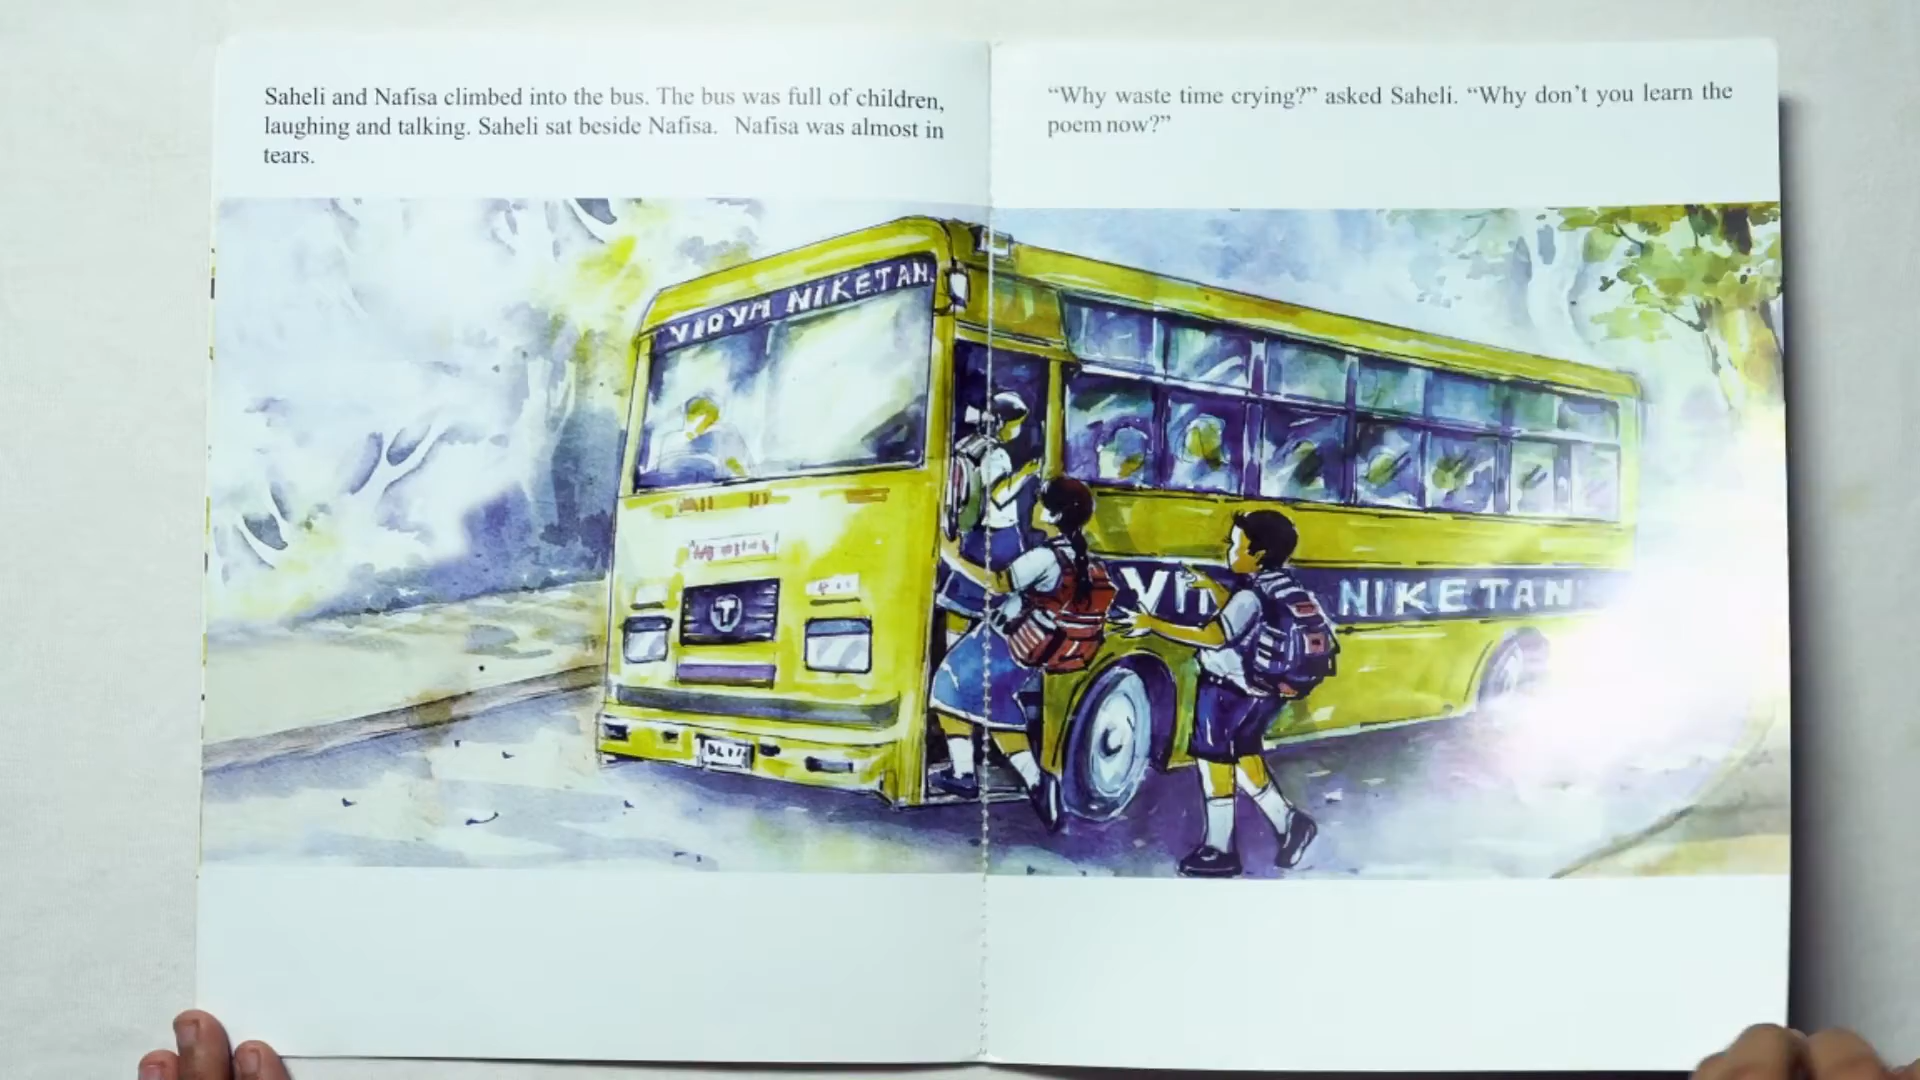 Saheli and Nafisa climbed into the bus. The bus was full of children,
laughing and talking. Saheli sat beside Nafisa. Nafisa was almost in
tears.
“Why waste time crying?” asked Saheli. “Why don’t you learn the
poem now?”
VIDYA NIKETAN
NIKETAN
T